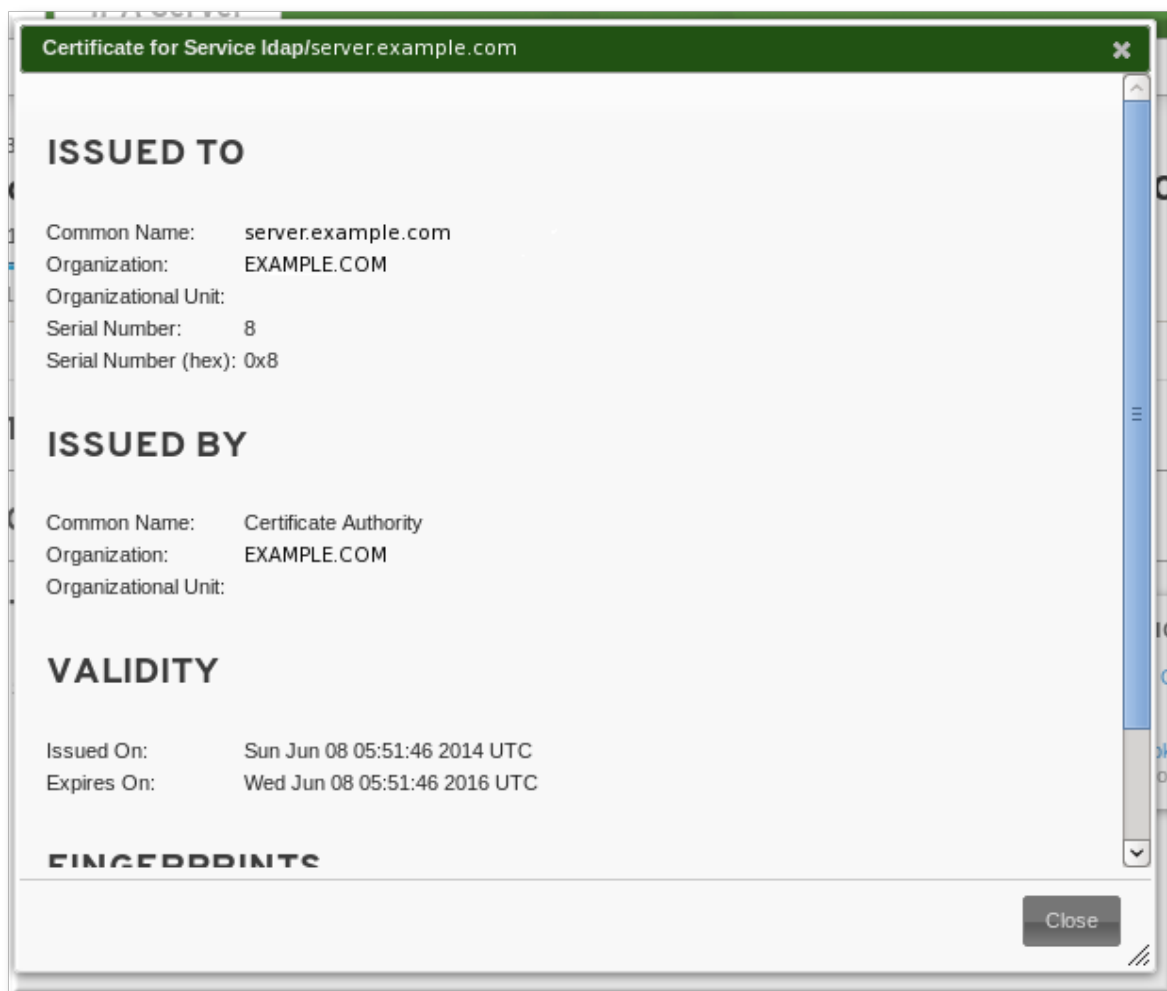 IPA Server
Certificate for Service ldap/server.example.com
ISSUED TO
Common Name: server.example.com
Organization: EXAMPLE.COM
Organizational Unit:
Serial Number: 8
Serial Number (hex): 0x8
ISSUED BY
Common Name: Certificate Authority
Organization: EXAMPLE.COM
Organizational Unit:
VALIDITY
Issued On: Sun Jun 08 05:51:46 2014 UTC
Expires On: Wed Jun 08 05:51:46 2016 UTC
FINGERPRINTS
Close